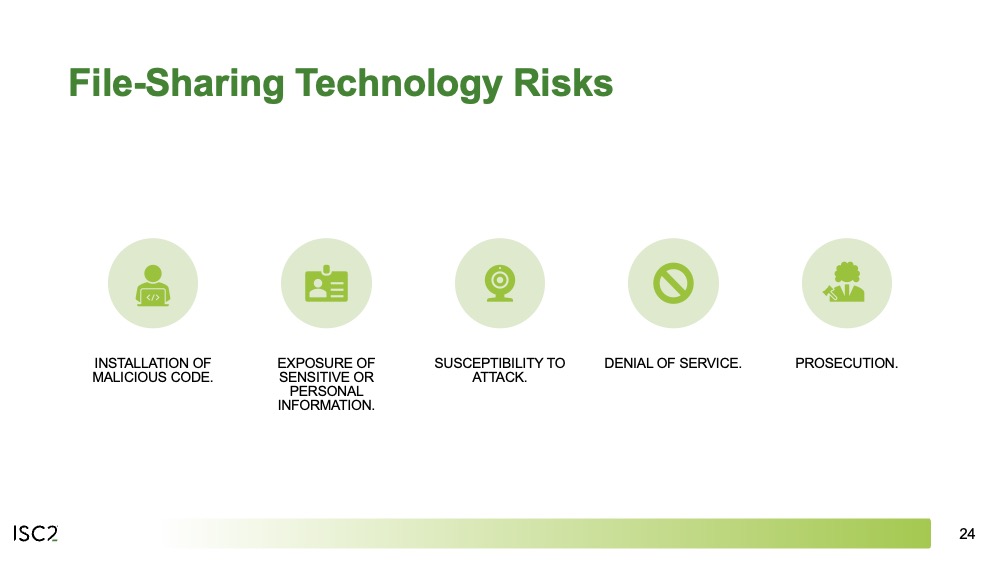 File-Sharing Technology Risks
INSTALLATION OF
MALICIOUS CODE.
EXPOSURE OF
SENSITIVE OR
PERSONAL
INFORMATION.
SUSCEPTIBILITY TO
ATTACK.
DENIAL OF SERVICE.
PROSECUTION.
ISC2
24